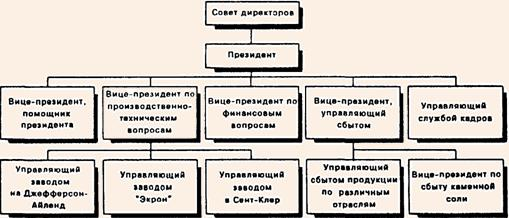 Совет директоров
Президент
Вице-президент,
помощник
президента
Вице-президент по
производственно-
техническим
вопросам
Вице-президент по
финансовым
вопросам
Вице-президент,
управляющий
сбытом
Управляющий
службой кадров
Управляющий
заводом
на Джефферсон-
Айленд
Управляющий
заводом
"Экрон"
Управляющий
заводом
в Сент-Клер
Управляющий
сбытом продукции
по различным
отраслям
Вице-президент по
сбыту каменной
соли